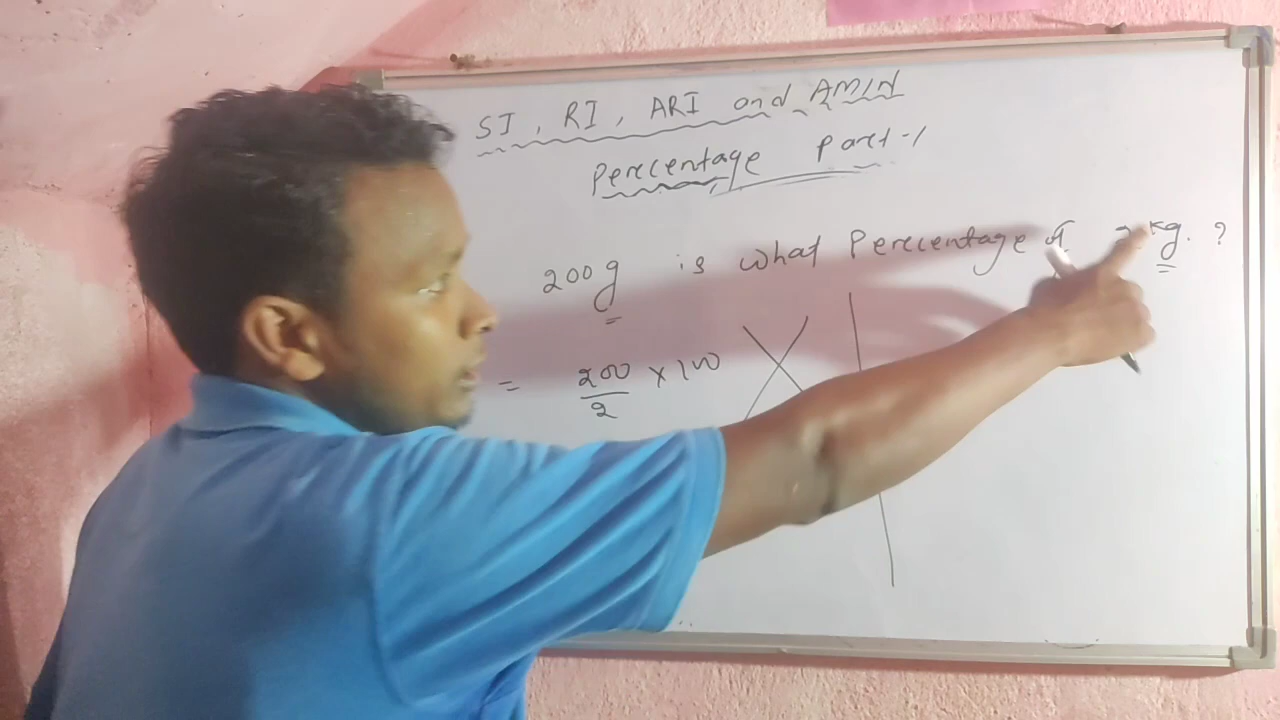 SI, RI, ARI and AMIN
Percentage Part-1
200g is what Percentage of 2 kg. ?
= 200/2 × 100